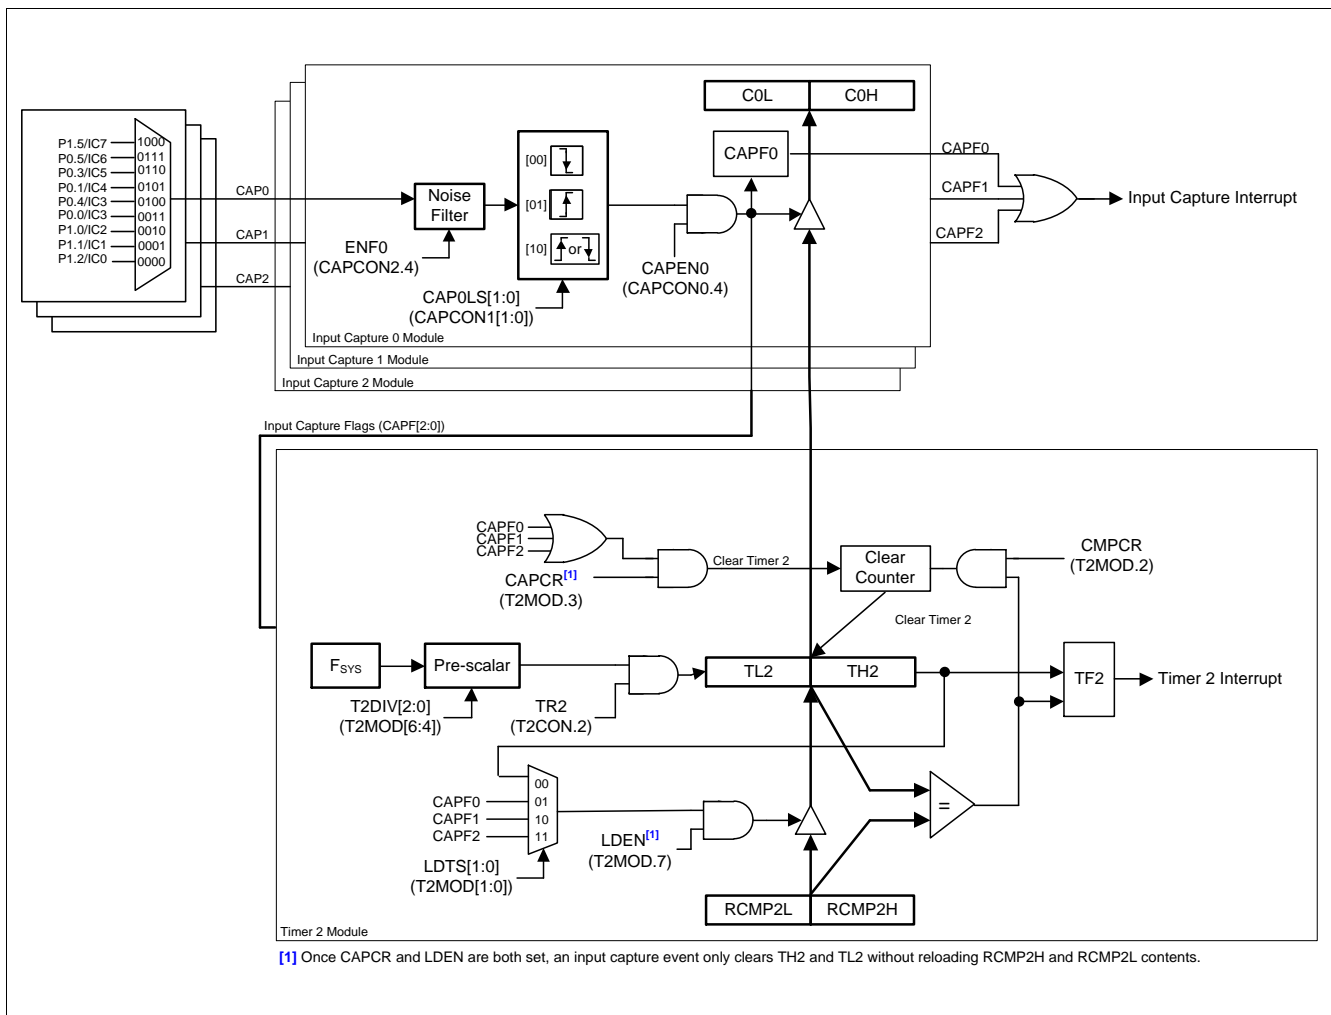 C0L
C0H
P1.5/IC7
P0.5/IC6
P0.3/IC5
P0.1/IC4
P0.4/IC3
P0.0/IC3
P1.0/IC2
P1.1/IC1
P1.2/IC0
1000
0111
0110
0101
0100
0011
0010
0001
0000
CAP0
CAP1
CAP2
Noise
Filter
ENF0
(CAPCON2.4)
[00]
[01]
[10]
or
CAP0LS[1:0]
(CAPCON1[1:0])
CAPF0
CAPEN0
(CAPCON0.4)
CAPF0
CAPF1
CAPF2
Input Capture Interrupt
Input Capture 0 Module
Input Capture 1 Module
Input Capture 2 Module
Input Capture Flags (CAPF[2:0])
CAPF0
CAPF1
CAPF2
CAPCR[1]
(T2MOD.3)
Clear Timer 2
Clear
Counter
CMPCR
(T2MOD.2)
Clear Timer 2
FSYS
Pre-scalar
T2DIV[2:0]
(T2MOD[6:4])
TR2
(T2CON.2)
TL2
TH2
TF2
Timer 2 Interrupt
00
01
10
11
CAPF0
CAPF1
CAPF2
LDTS[1:0]
(T2MOD[1:0])
LDEN[1]
(T2MOD.7)
=
RCMP2L
RCMP2H
Timer 2 Module
[1] Once CAPCR and LDEN are both set, an input capture event only clears TH2 and TL2 without reloading RCMP2H and RCMP2L contents.